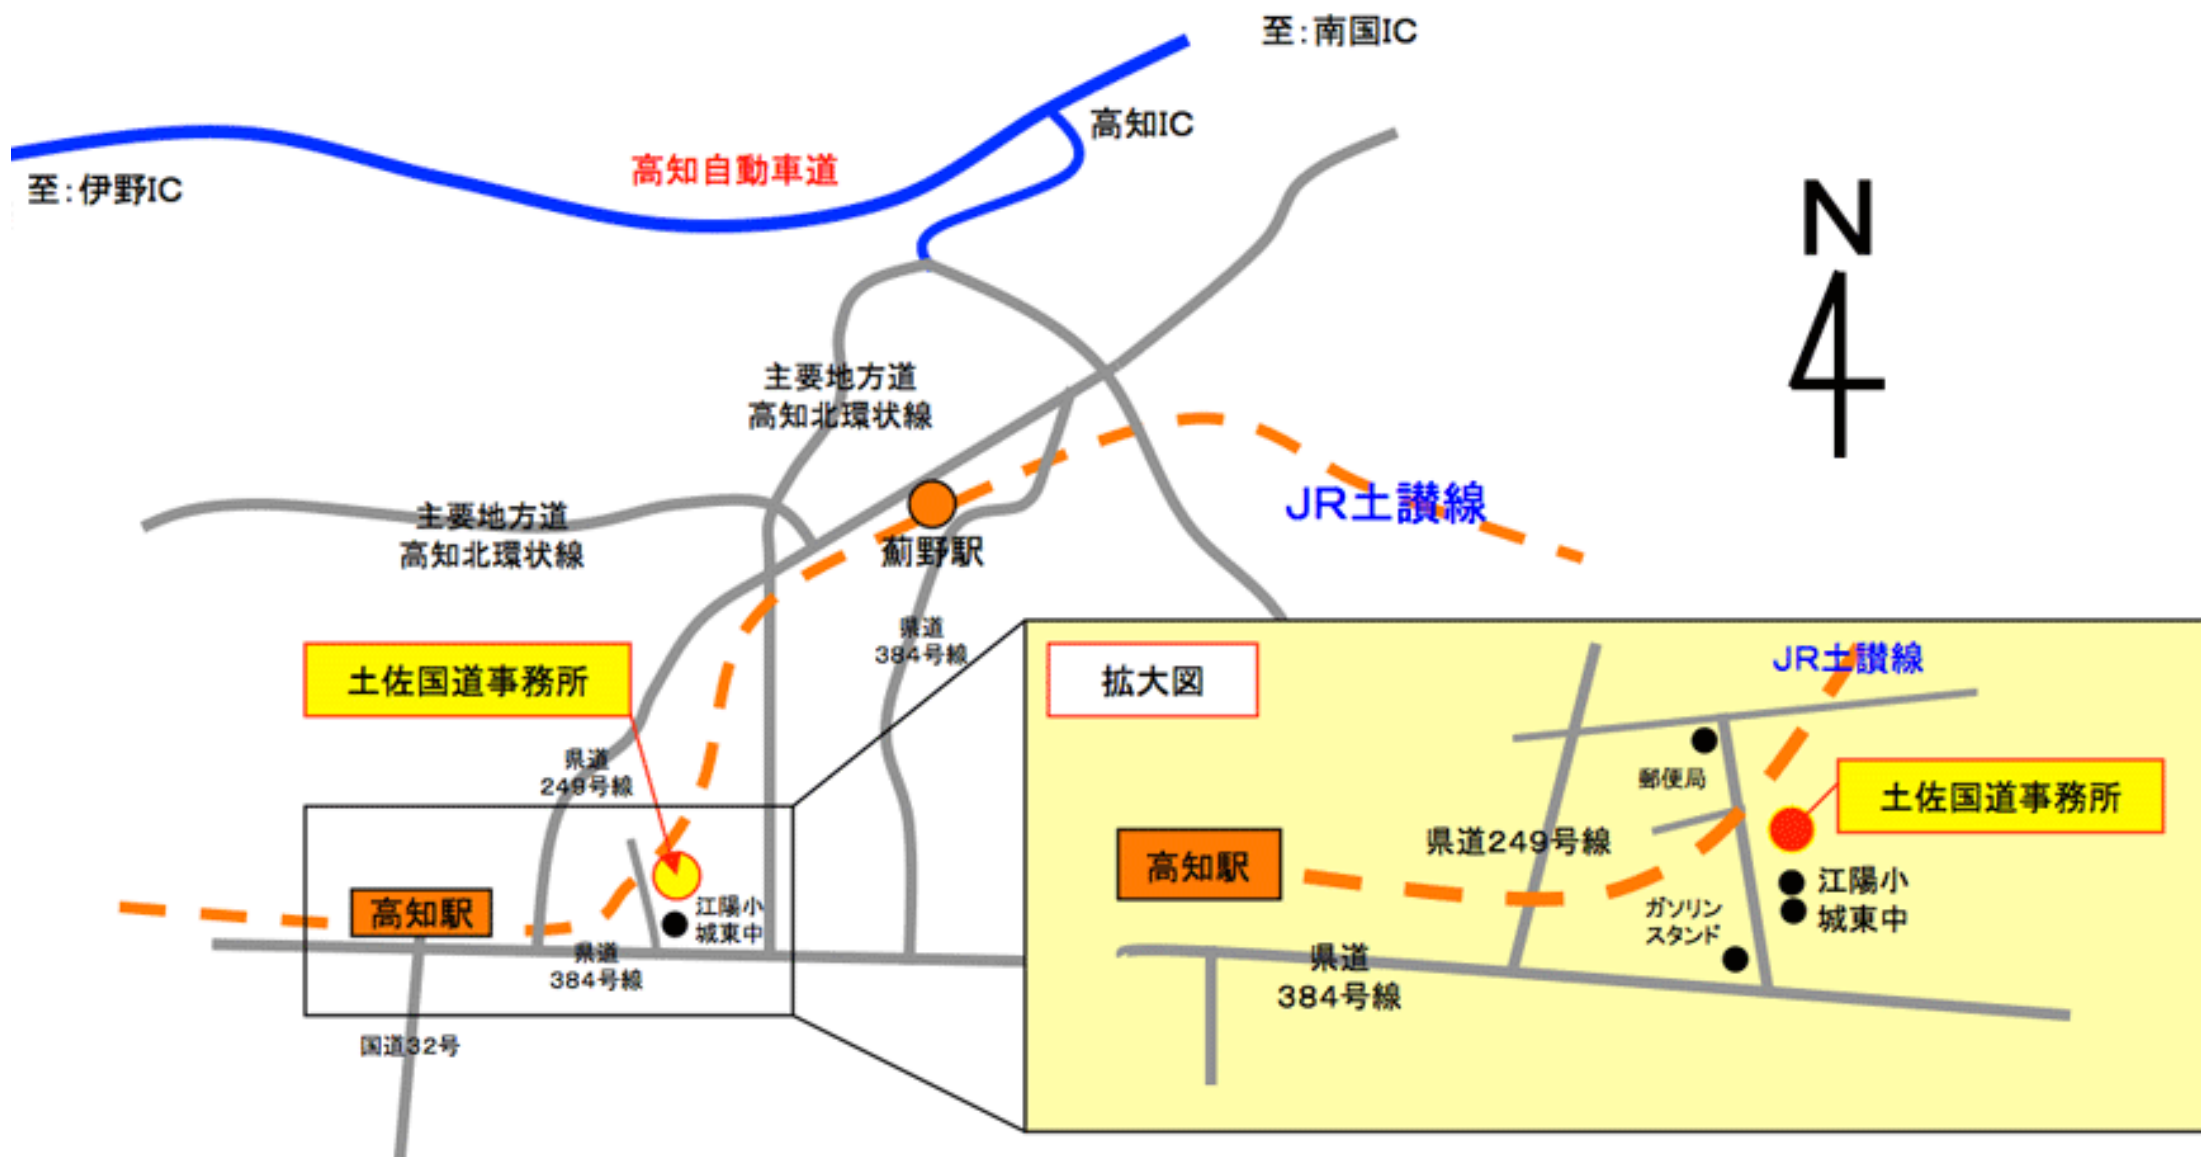 至：南国IC
高知IC
高知自動車道
至：伊野IC
N
主要地方道
高知北環状線
JR土讃線
主要地方道
高知北環状線
薊野駅
県道
384号線
土佐国道事務所
県道
249号線
高知駅
江陽小
城東中
県道
384号線
国道32号
拡大図
JR土讃線
郵便局
土佐国道事務所
県道249号線
高知駅
江陽小
城東中
ガソリン
スタンド
県道
384号線